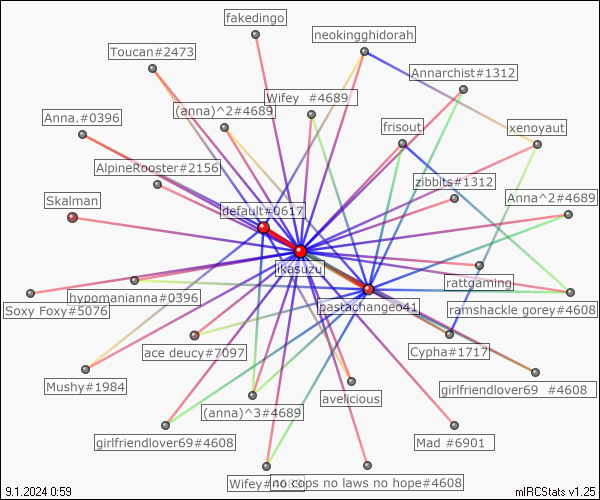 fakedingo
neokingghidorah
Toucan#2473
Annarchist#1312
Wifey #4689
(anna)^2#4689
Anna.#0396
frisout
xenoyaut
AlpineRooster#2156
zibbits#1312
Anna^2#4689
Skalman
default#0617
ikasuzu
rattgaming
hypomanianna#0396
Soxy Foxy#5076
pastachange041
ramshackle gorey#4608
ace deucy#7097
Cypha#1717
Mushy#1984
girlfriendlover69 #4608
avelicious
(anna)^3#4689
girlfriendlover69#4608
Mad #6901
Wifey#4689
no cops no laws no hope#4608
9.1.2024 0:59
mIRCStats v1.25